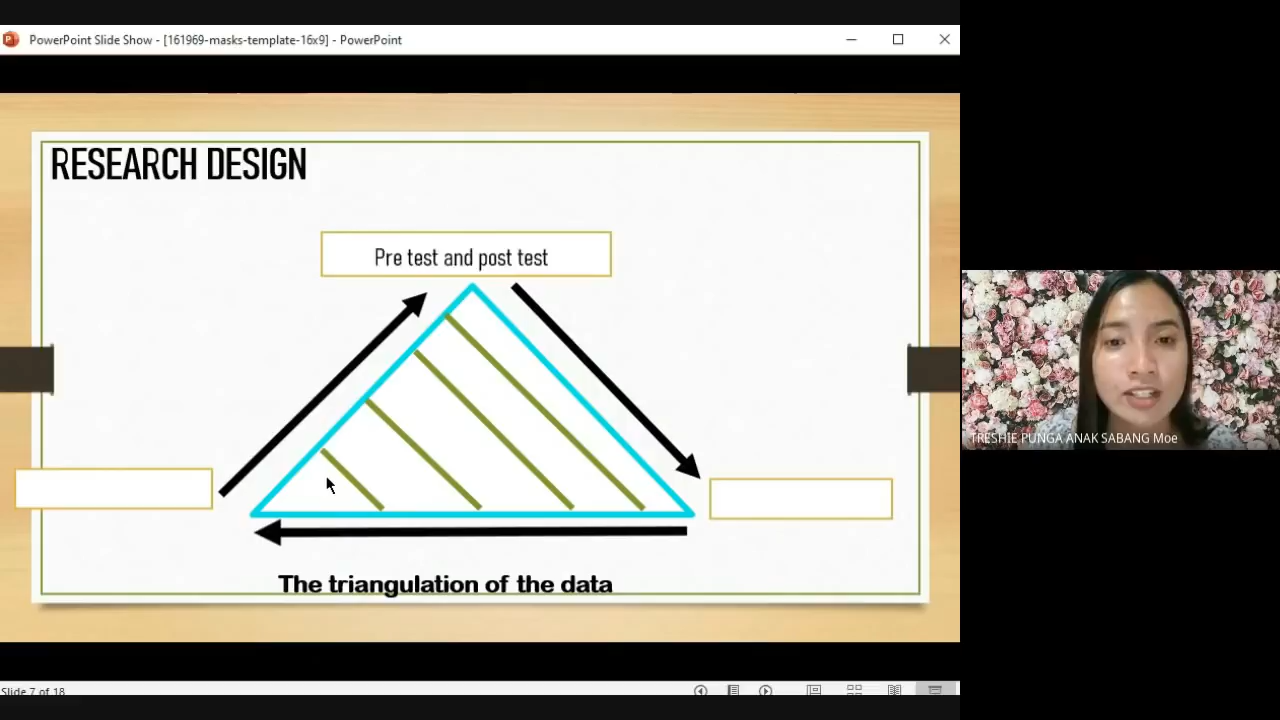 PowerPoint Slide Show - [161969-masks-template-16x9] - PowerPoint
RESEARCH DESIGN
Pre test and post test
The triangulation of the data
TRESHIE PUNGA ANAK SABANG Moe
Slide 7 of 18